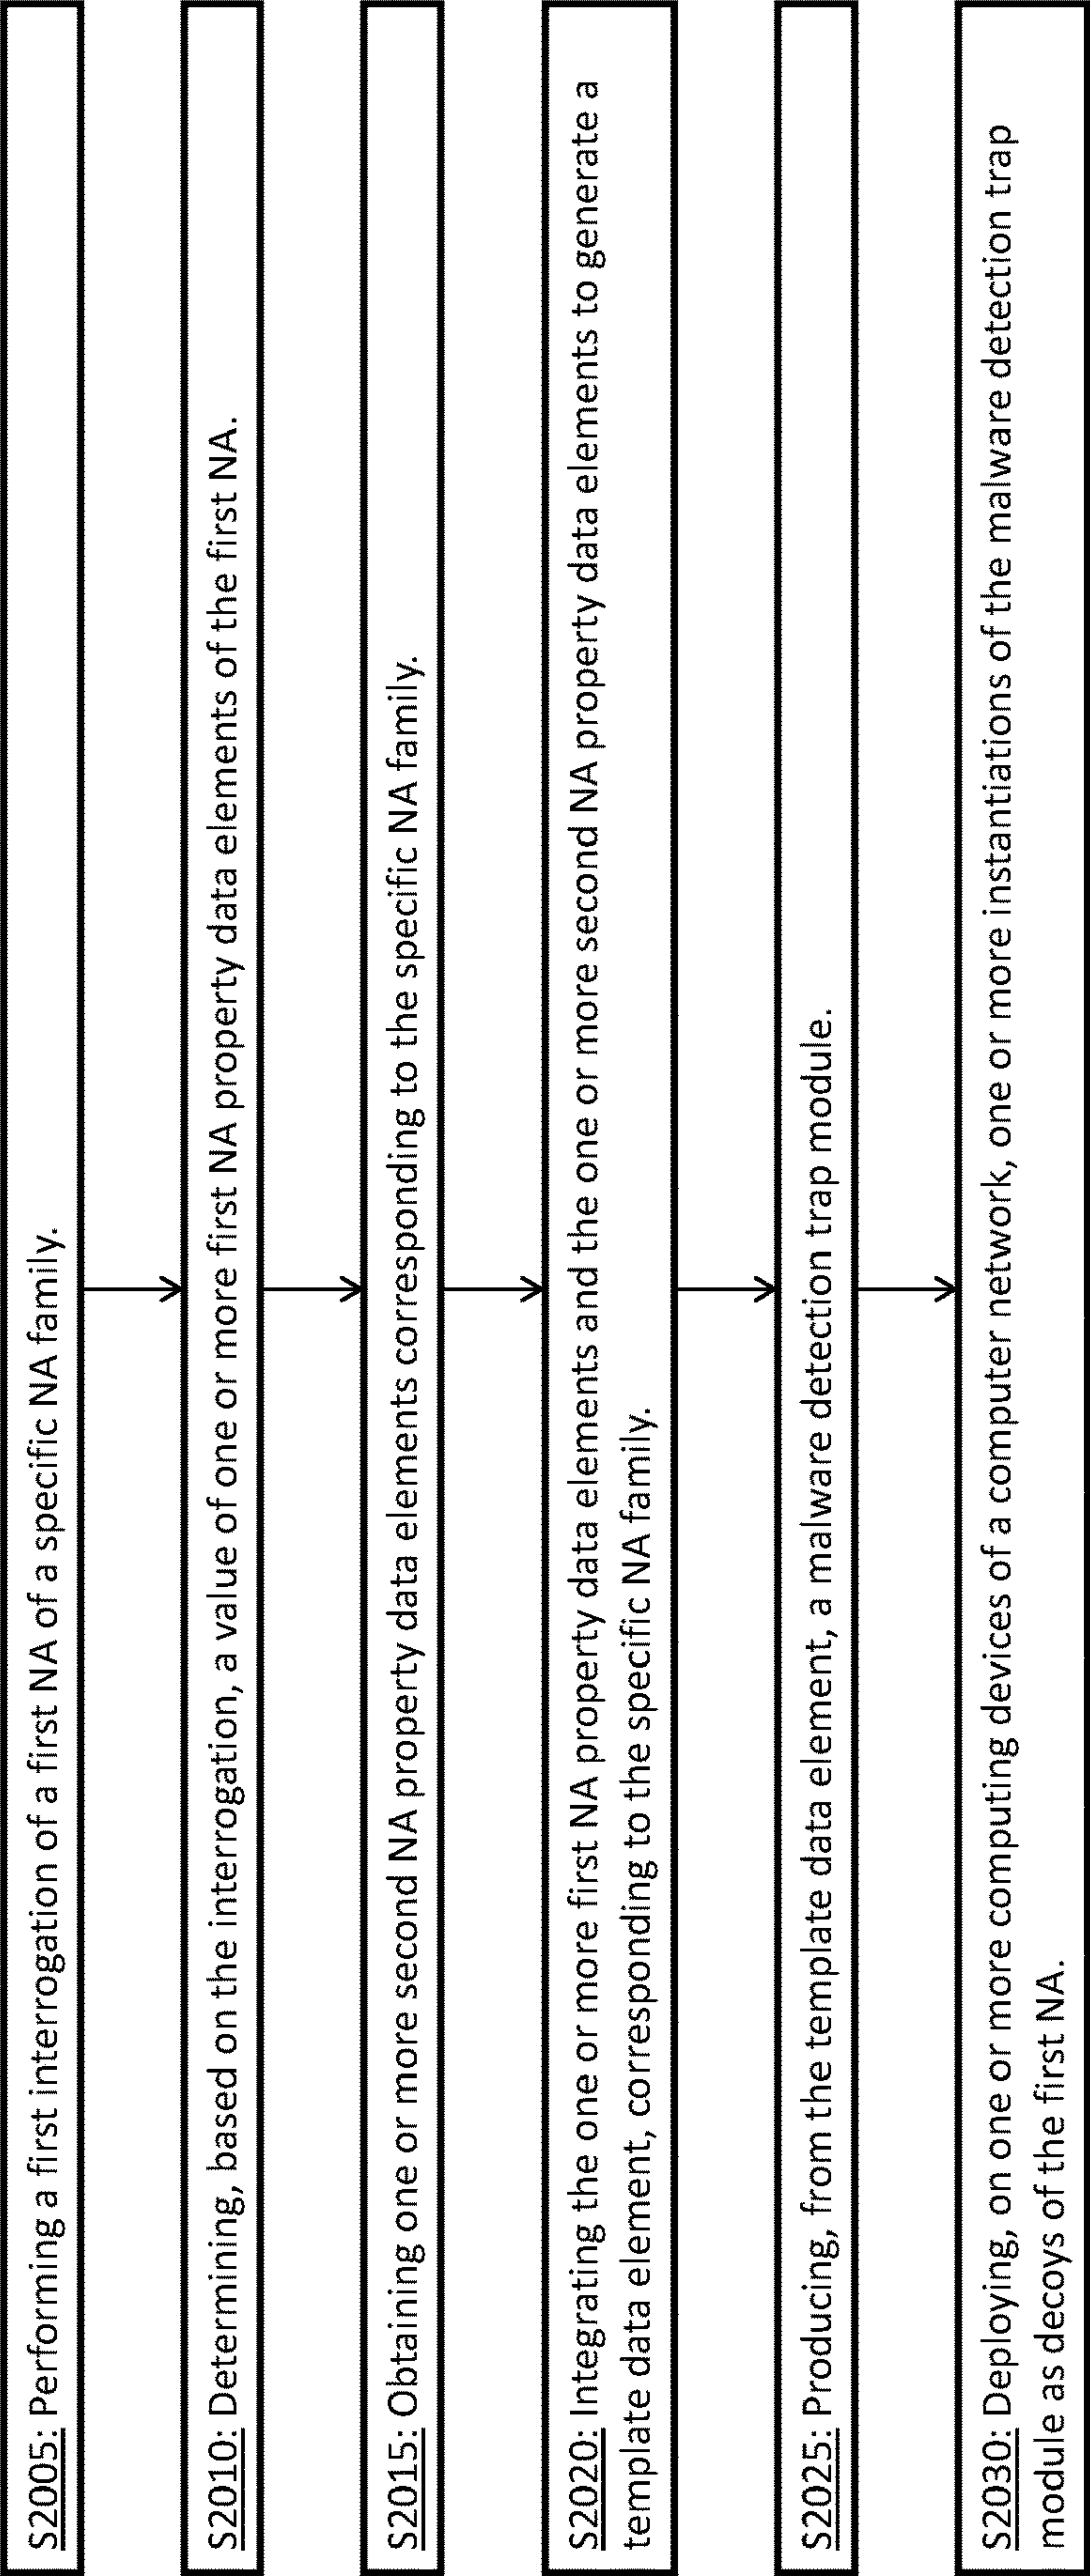 S2005: Performing a first interrogation of a first NA of a specific NA family.
S2010: Determining, based on the interrogation, a value of one or more first NA property data elements of the first NA.
S2015: Obtaining one or more second NA property data elements corresponding to the specific NA family.
S2020: Integrating the one or more first NA property data elements and the one or more second NA property data elements to generate a
template data element, corresponding to the specific NA family.
S2025: Producing, from the template data element, a malware detection trap module.
S2030: Deploying, on one or more computing devices of a computer network, one or more instantiations of the malware detection trap
module as decoys of the first NA.